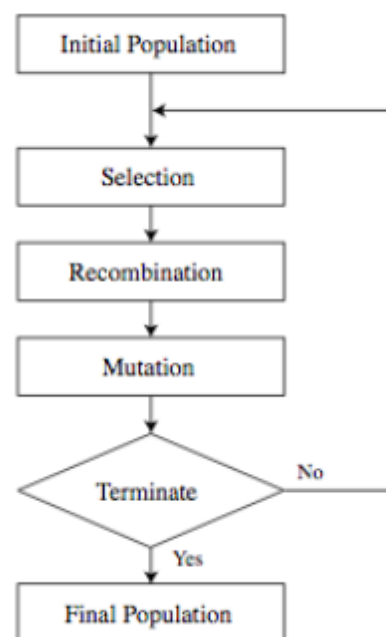 Initial Population
Selection
Recombination
Mutation
Terminate
No
Yes
Final Population